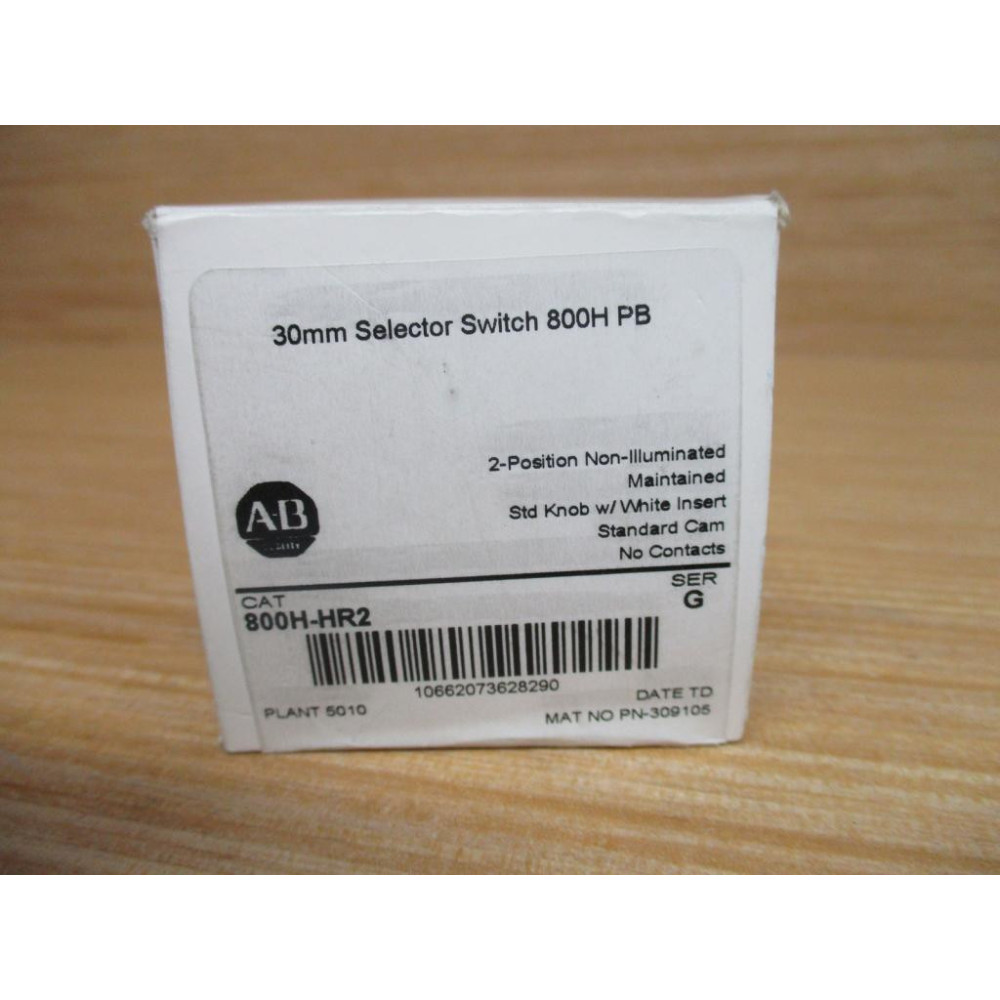 30mm Selector Switch 800H PB
2-Position Non-Illuminated
Maintained
Std Knob w/ White Insert
Standard Cam
No Contacts
A-B
CAT
800H-HR2
SER
G
10662073628290
PLANT 5010
DATE TD
MAT NO PN-309105